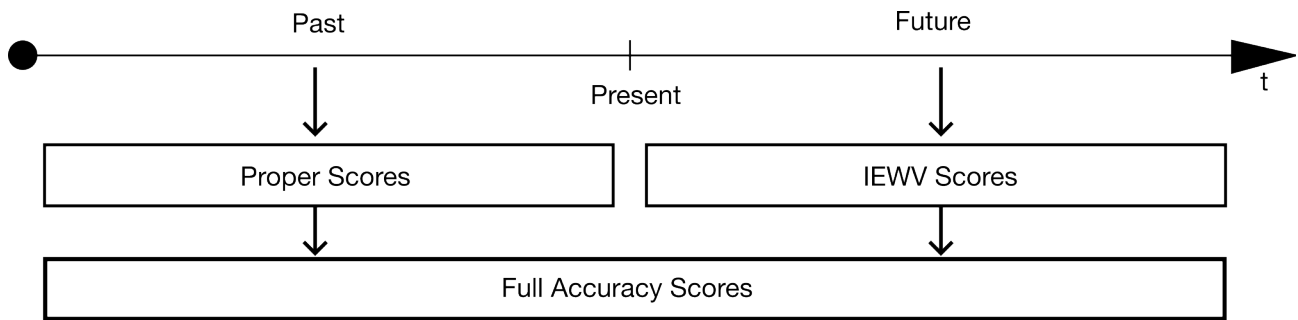 Past
Future
Present
t
Proper Scores
IEWV Scores
Full Accuracy Scores